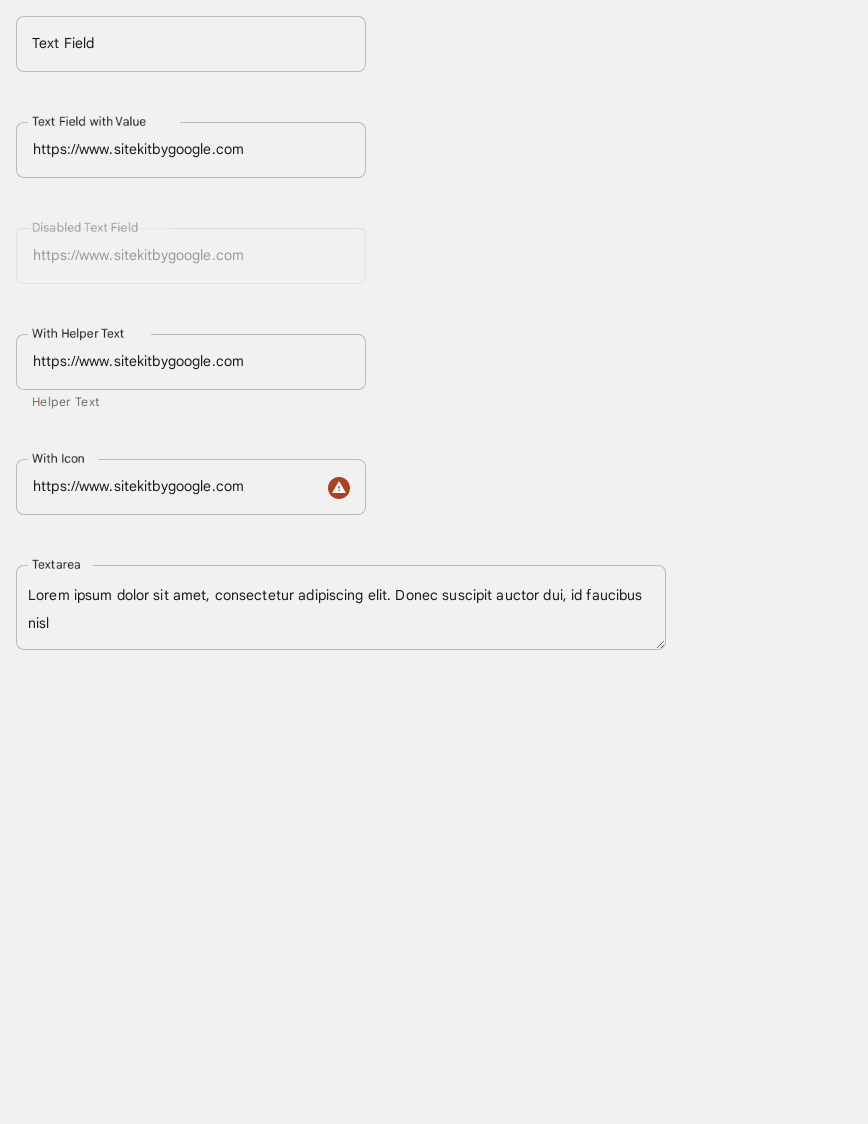 Text Field
Text Field with Value
https://www.sitekitbygoogle.com
Disabled Text Field
https://www.sitekitbygoogle.com
With Helper Text
https://www.sitekitbygoogle.com
Helper Text
With Icon
https://www.sitekitbygoogle.com
Textarea
Lorem ipsum dolor sit amet, consectetur adipiscing elit. Donec suscipit auctor dui, id faucibus
nisl